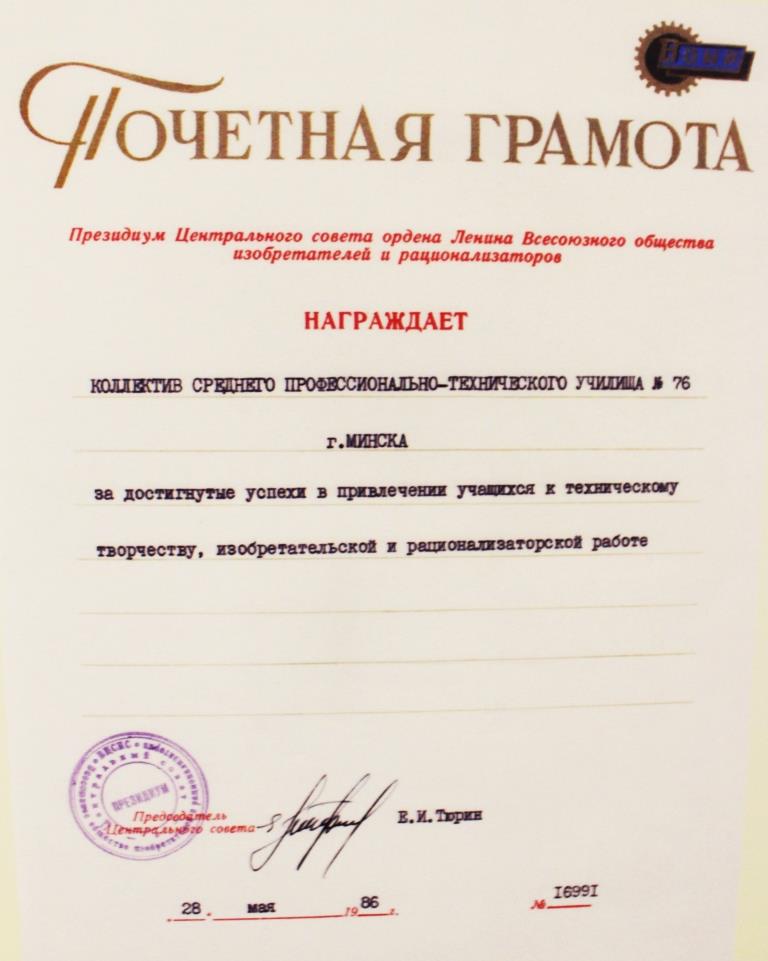 ПОЧЕТНАЯ ГРАМОТА
Президиум Центрального совета ордена Ленина Всесоюзного общества
изобретателей и рационализаторов
НАГРАЖДАЕТ
КОЛЛЕКТИВ СРЕДНЕГО ПРОФЕССИОНАЛЬНО-ТЕХНИЧЕСКОГО УЧИЛИЩА № 76
г.МИНСКА
за достигнутые успехи в привлечении учащихся к техническому
творчеству, изобретательской и рационализаторской работе
ПРЕЗИДИУМ
Председатель
Центрального совета
Е.И.Тюрин
28 мая 1986 г.
№ I699I